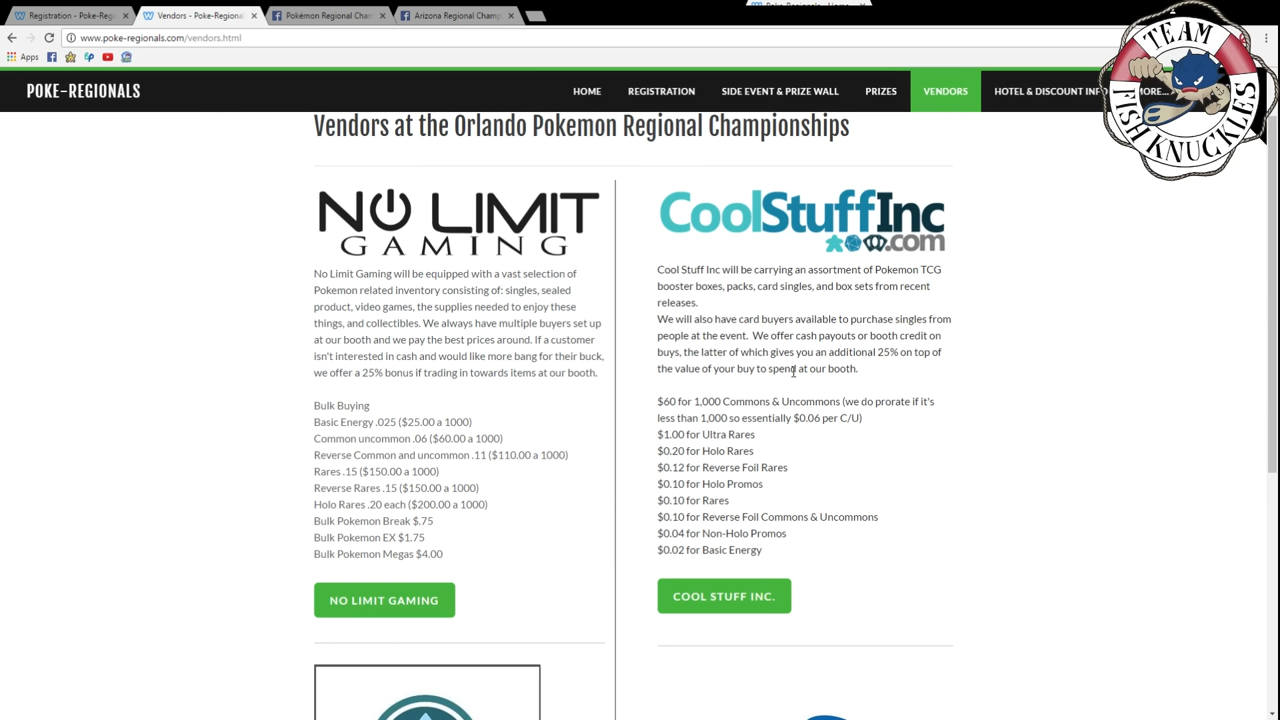 Registration - Poke-Reg
Vendors - Poke-Regional
Pokémon Regional Cham
Arizona Regional Champ
www.poke-regionals.com/vendors.html
Apps
POKE-REGIONALS
HOME
REGISTRATION
SIDE EVENT & PRIZE WALL
PRIZES
VENDORS
HOTEL & DISCOUNT INFO
MORE...
TEAM
FISH KNUCKLES
Vendors at the Orlando Pokemon Regional Championships
NO LIMIT
GAMING
No Limit Gaming will be equipped with a vast selection of
Pokemon related inventory consisting of: singles, sealed
product, video games, the supplies needed to enjoy these
things, and collectibles. We always have multiple buyers set up
at our booth and we pay the best prices around. If a customer
isn't interested in cash and would like more bang for their buck,
we offer a 25% bonus if trading in towards items at our booth.
Bulk Buying
Basic Energy .025 ($25.00 a 1000)
Common uncommon .06 ($60.00 a 1000)
Reverse Common and uncommon .11 ($110.00 a 1000)
Rares .15 ($150.00 a 1000)
Reverse Rares .15 ($150.00 a 1000)
Holo Rares .20 each ($200.00 a 1000)
Bulk Pokemon Break $.75
Bulk Pokemon EX $1.75
Bulk Pokemon Megas $4.00
NO LIMIT GAMING
CoolStuffInc
.com
Cool Stuff Inc will be carrying an assortment of Pokemon TCG
booster boxes, packs, card singles, and box sets from recent
releases.
We will also have card buyers available to purchase singles from
people at the event. We offer cash payouts or booth credit on
buys, the latter of which gives you an additional 25% on top of
the value of your buy to spend at our booth.
$60 for 1,000 Commons & Uncommons (we do prorate if it's
less than 1,000 so essentially $0.06 per C/U)
$1.00 for Ultra Rares
$0.20 for Holo Rares
$0.12 for Reverse Foil Rares
$0.10 for Holo Promos
$0.10 for Rares
$0.10 for Reverse Foil Commons & Uncommons
$0.04 for Non-Holo Promos
$0.02 for Basic Energy
COOL STUFF INC.